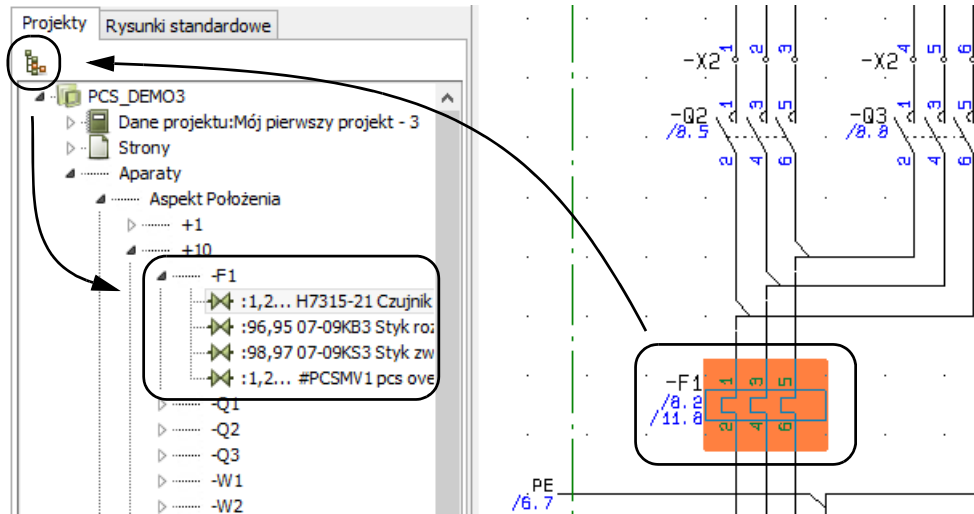 Projekty
Rysunki standardowe
PCS_DEMO3
Dane projektu:Mój pierwszy projekt - 3
Strony
Aparaty
Aspekt Położenia
+1
+10
-F1
:1,2... H7315-21 Czujnik
:96,95 07-09KB3 Styk roz
:98,97 07-09KS3 Styk zw
:1,2... #PCSMV1 pcs ove
-Q1
-Q2
-Q3
-W1
-W2
-X2 1 2 3
-X2 4 5 6
-Q2 1 3 5
/8.5
2 4 6
-Q3 1 3 5
/8.8
2 4 6
-F1 1 3 5
/8.2
/11.8
2 4 6
PE
/6.7